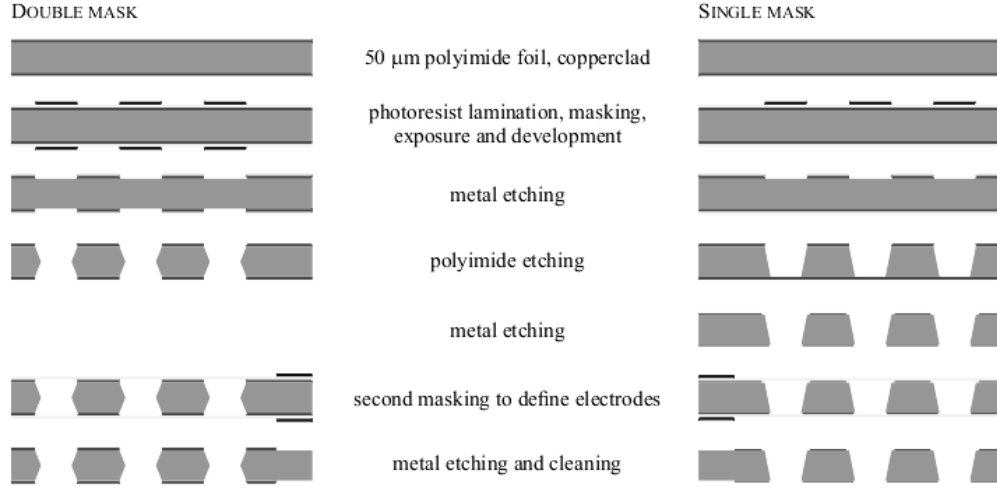 DOUBLE MASK
SINGLE MASK
50 μm polyimide foil, copperclad
photoresist lamination, masking,
exposure and development
metal etching
polyimide etching
metal etching
second masking to define electrodes
metal etching and cleaning